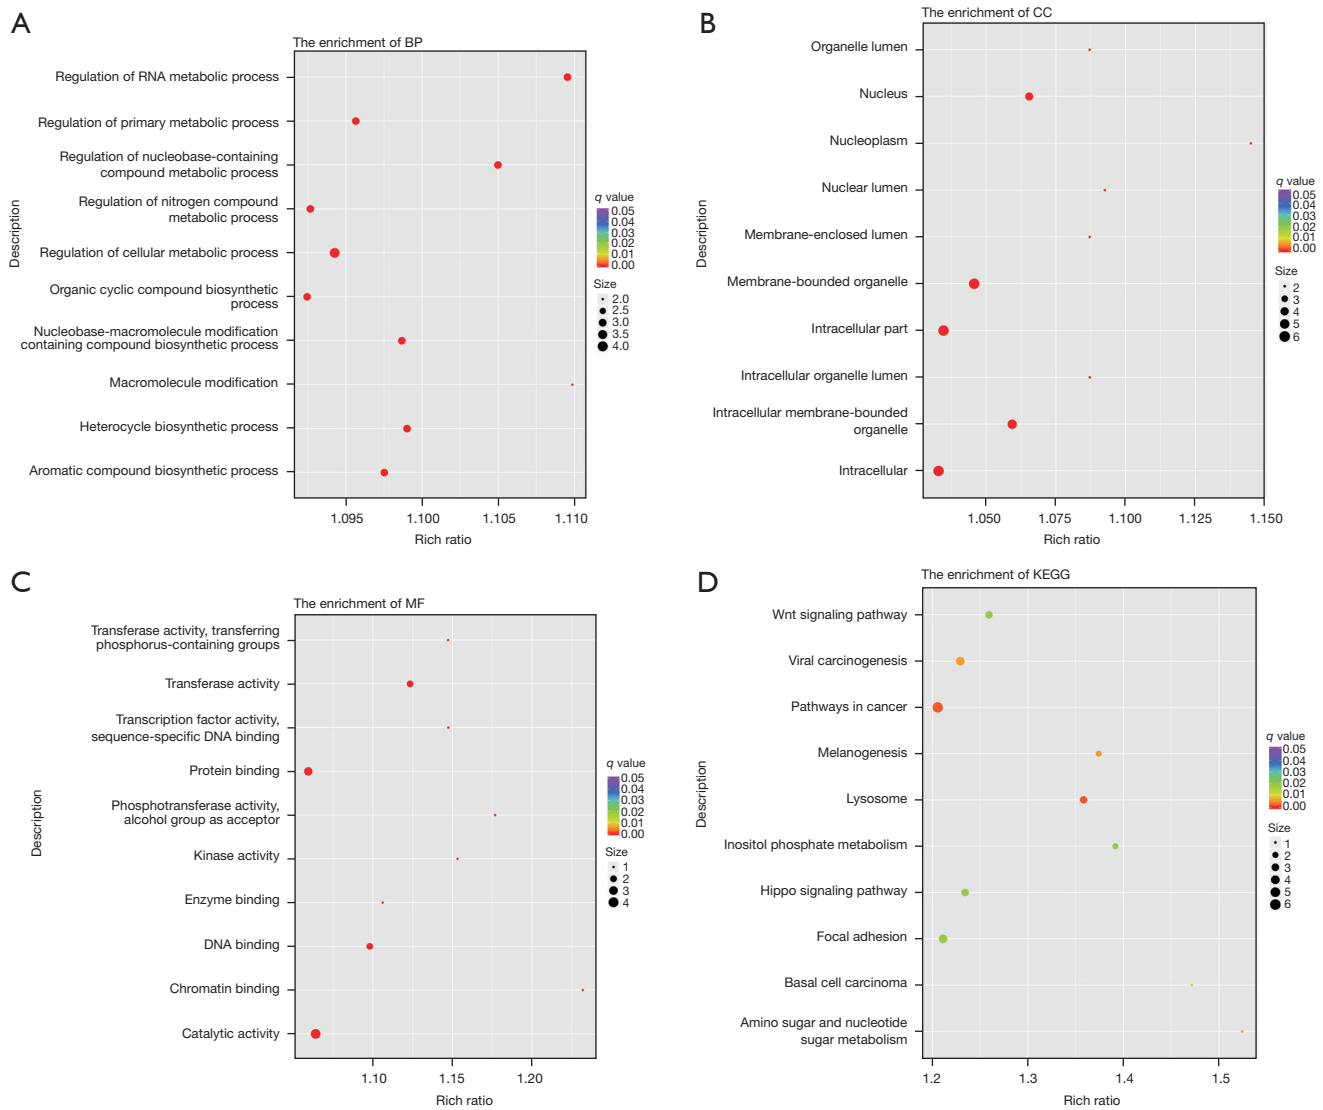 A
The enrichment of BP
Description
Regulation of RNA metabolic process
Regulation of primary metabolic process
Regulation of nucleobase-containing
compound metabolic process
Regulation of nitrogen compound
metabolic process
Regulation of cellular metabolic process
Organic cyclic compound biosynthetic
process
Nucleobase-macromolecule modification
containing compound biosynthetic process
Macromolecule modification
Heterocycle biosynthetic process
Aromatic compound biosynthetic process
1.095 1.100 1.105 1.110
Rich ratio
q value
0.05
0.04
0.03
0.02
0.01
0.00
Size
2.0
2.5
3.0
3.5
4.0
B
The enrichment of CC
Description
Organelle lumen
Nucleus
Nucleoplasm
Nuclear lumen
Membrane-enclosed lumen
Membrane-bounded organelle
Intracellular part
Intracellular organelle lumen
Intracellular membrane-bounded
organelle
Intracellular
1.050 1.075 1.100 1.125 1.150
Rich ratio
q value
0.05
0.04
0.03
0.02
0.01
0.00
Size
2
3
4
5
6
C
The enrichment of MF
Description
Transferase activity, transferring
phosphorus-containing groups
Transferase activity
Transcription factor activity,
sequence-specific DNA binding
Protein binding
Phosphotransferase activity,
alcohol group as acceptor
Kinase activity
Enzyme binding
DNA binding
Chromatin binding
Catalytic activity
1.10 1.15 1.20
Rich ratio
q value
0.05
0.04
0.03
0.02
0.01
0.00
Size
1
2
3
4
D
The enrichment of KEGG
Description
Wnt signaling pathway
Viral carcinogenesis
Pathways in cancer
Melanogenesis
Lysosome
Inositol phosphate metabolism
Hippo signaling pathway
Focal adhesion
Basal cell carcinoma
Amino sugar and nucleotide
sugar metabolism
1.2 1.3 1.4 1.5
Rich ratio
q value
0.05
0.04
0.03
0.02
0.01
0.00
Size
1
2
3
4
5
6